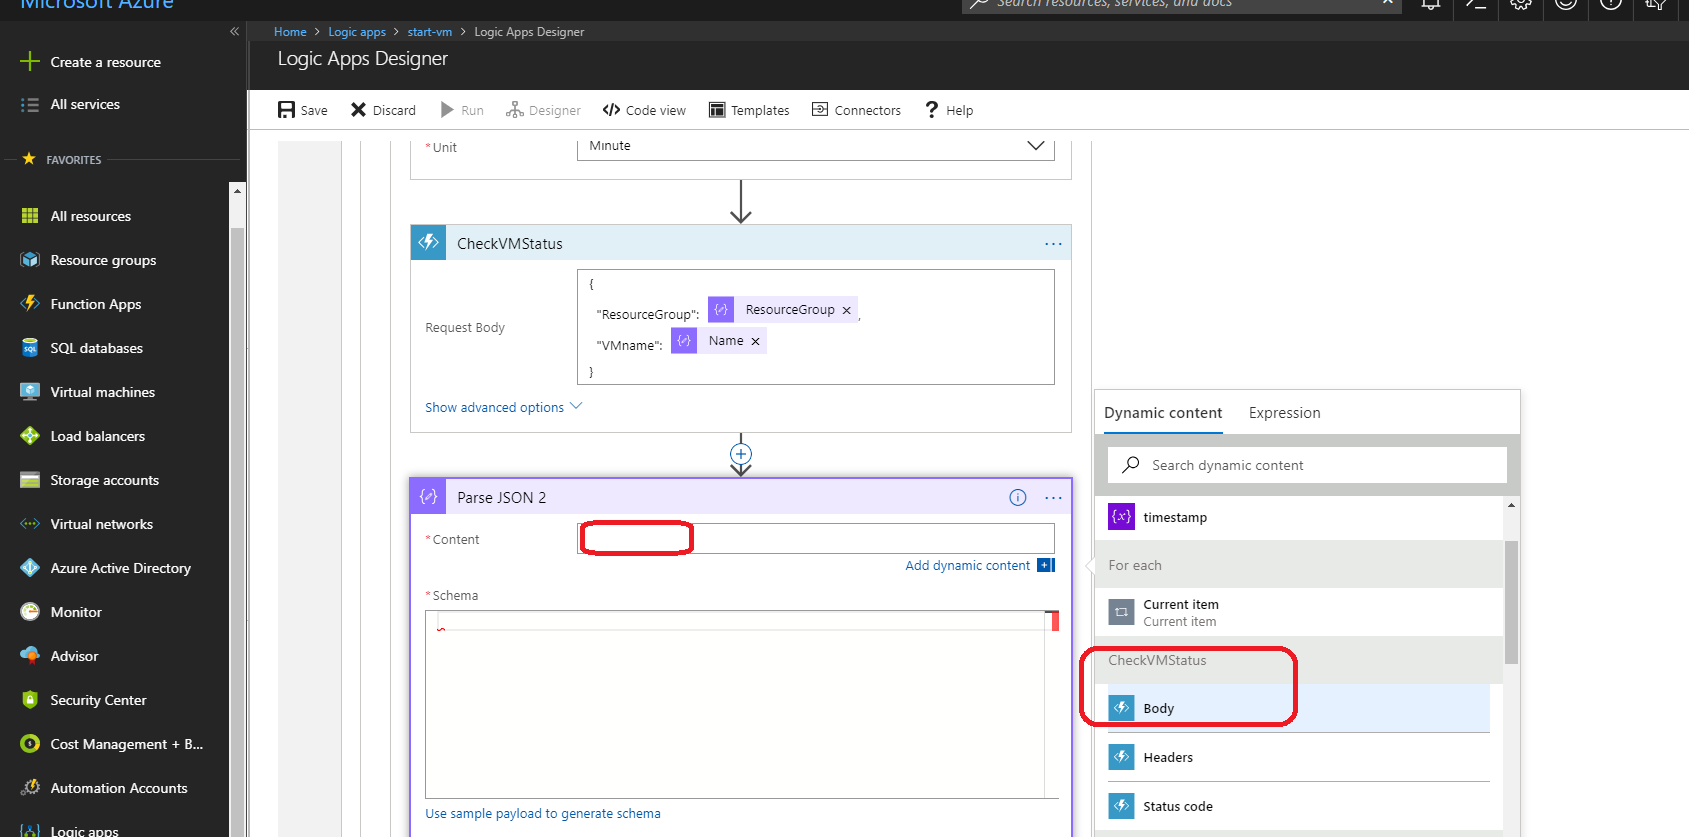 Microsoft Azure
Search resources, services, and docs
Create a resource
All services
FAVORITES
All resources
Resource groups
Function Apps
SQL databases
Virtual machines
Load balancers
Storage accounts
Virtual networks
Azure Active Directory
Monitor
Advisor
Security Center
Cost Management + B...
Automation Accounts
Logic apps
Home > Logic apps > start-vm > Logic Apps Designer
Logic Apps Designer
Save Discard Run Designer Code view Templates Connectors ? Help
* Unit Minute
CheckVMStatus ...
Request Body
{
"ResourceGroup": ResourceGroup × ,
"VMname": Name ×
}
Show advanced options
Parse JSON 2 ...
* Content
Add dynamic content
* Schema
Use sample payload to generate schema
Dynamic content Expression
Search dynamic content
timestamp
For each
Current item
Current item
CheckVMStatus
Body
Headers
Status code